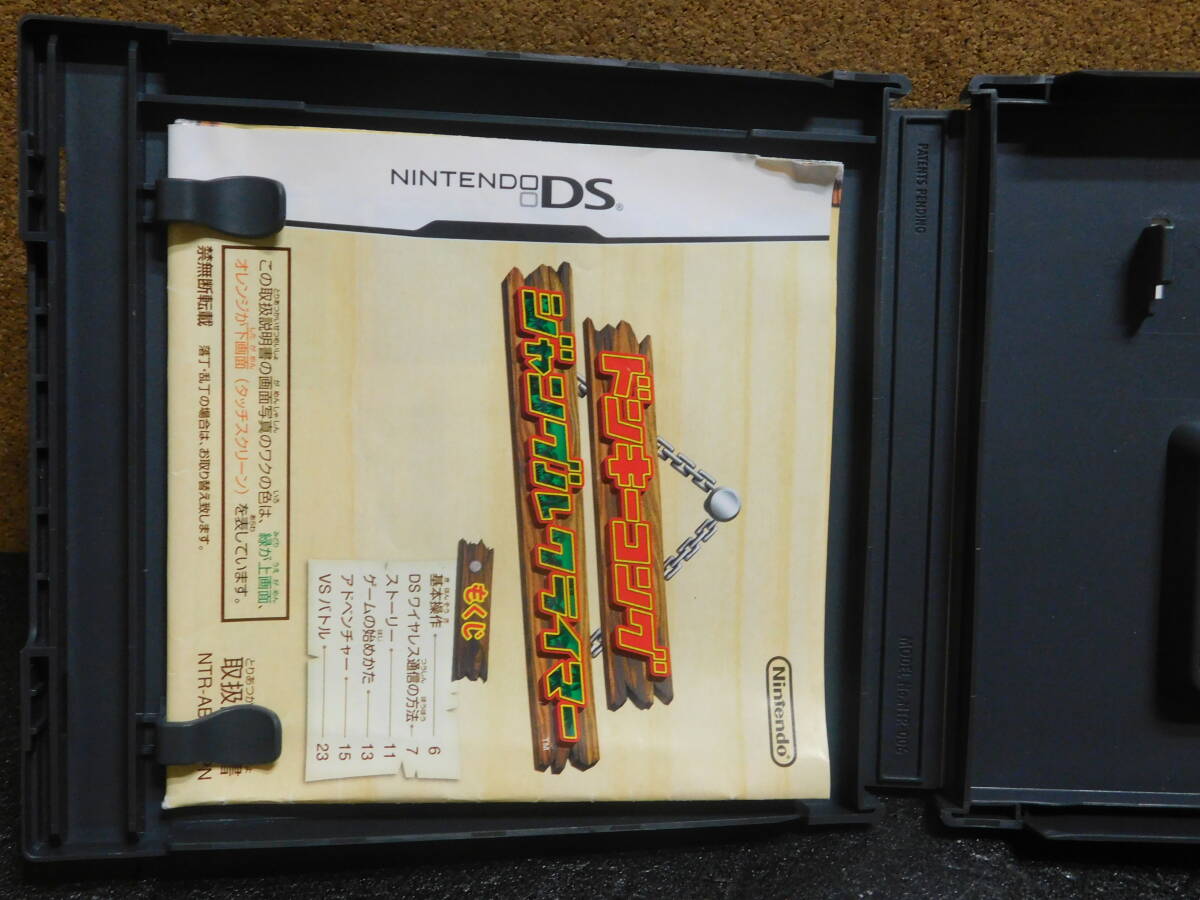 NINTENDO DS®
Nintendo
ドンキーコング
ジャングルクライマー
TM
もくじ
基本操作 6
DSワイヤレス通信の方法 7
ストーリー 11
ゲームの始めかた 13
アドベンチャー 15
VSバトル 23
この取扱説明書の画面写真のワクの色は、緑が上画面、
オレンジが下画面（タッチスクリーン）を表しています。
禁無断転載 落丁・乱丁の場合は、お取り替え致します。
PATENTS PENDING